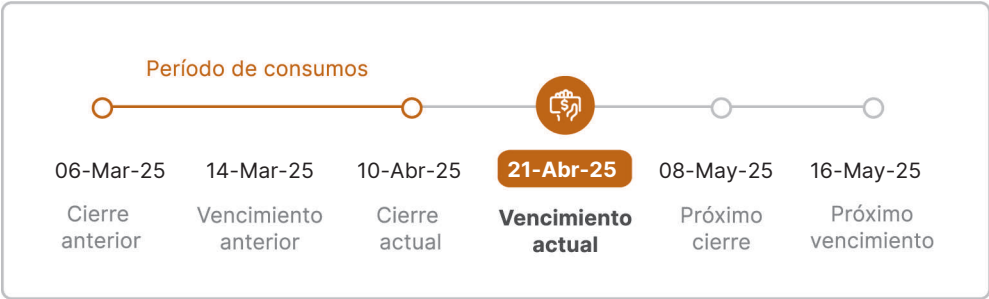 Período de consumos
$
06-Mar-25 14-Mar-25 10-Abr-25 21-Abr-25 08-May-25 16-May-25
Cierre Vencimiento Cierre Vencimiento Próximo Próximo
anterior anterior actual actual cierre vencimiento